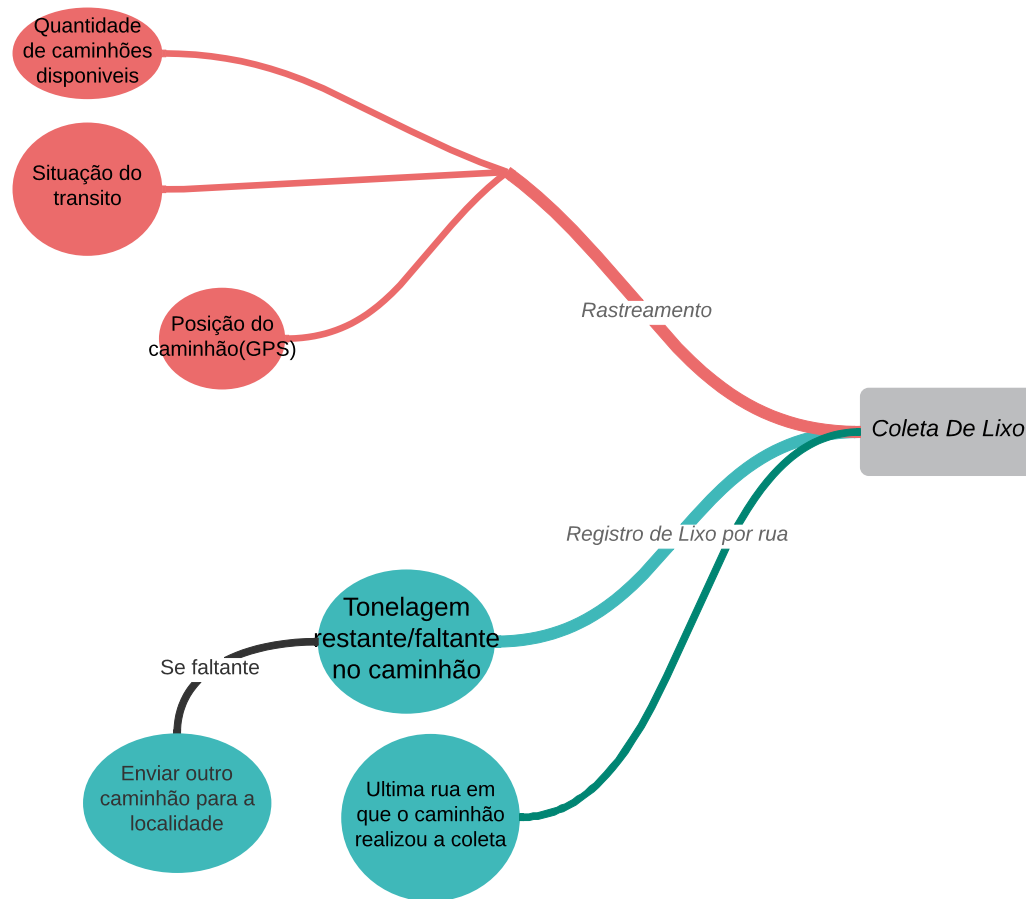 Quantidade
de caminhões
disponiveis
Situação do
transito
Posição do
caminhão(GPS)
Rastreamento
Coleta De Lixo
Registro de Lixo por rua
Tonelagem
restante/faltante
no caminhão
Se faltante
Enviar outro
caminhão para a
localidade
Ultima rua em
que o caminhão
realizou a coleta